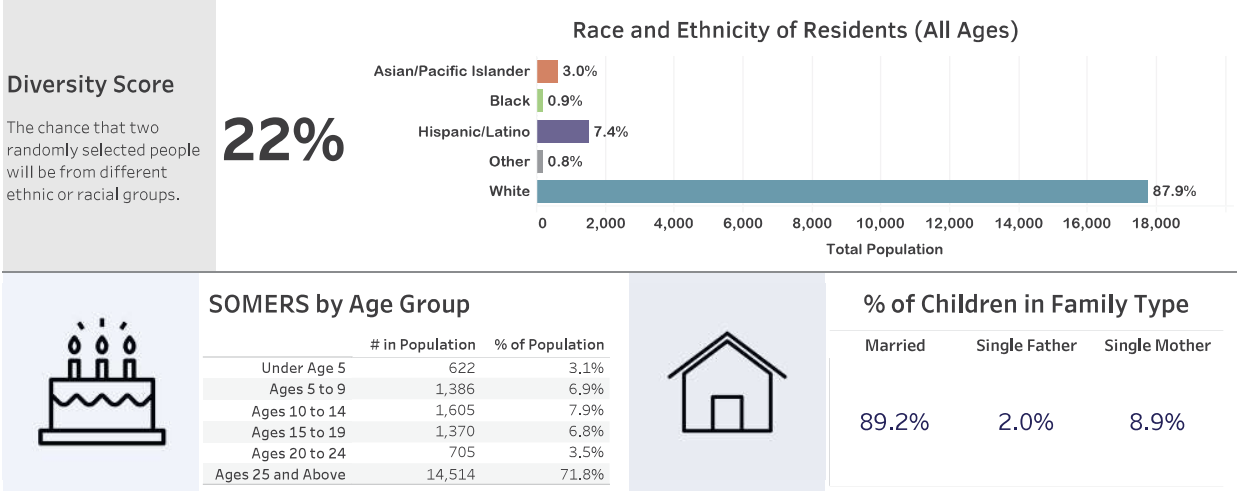 Diversity Score
The chance that two
randomly selected people
will be from different
ethnic or racial groups.
22%
Race and Ethnicity of Residents (All Ages)
Asian/Pacific Islander 3.0%
Black 0.9%
Hispanic/Latino 7.4%
Other 0.8%
White 87.9%
0 2,000 4,000 6,000 8,000 10,000 12,000 14,000 16,000 18,000
Total Population
SOMERS by Age Group
# in Population % of Population
Under Age 5 622 3.1%
Ages 5 to 9 1,386 6.9%
Ages 10 to 14 1,605 7.9%
Ages 15 to 19 1,370 6.8%
Ages 20 to 24 705 3.5%
Ages 25 and Above 14,514 71.8%
% of Children in Family Type
Married Single Father Single Mother
89.2% 2.0% 8.9%